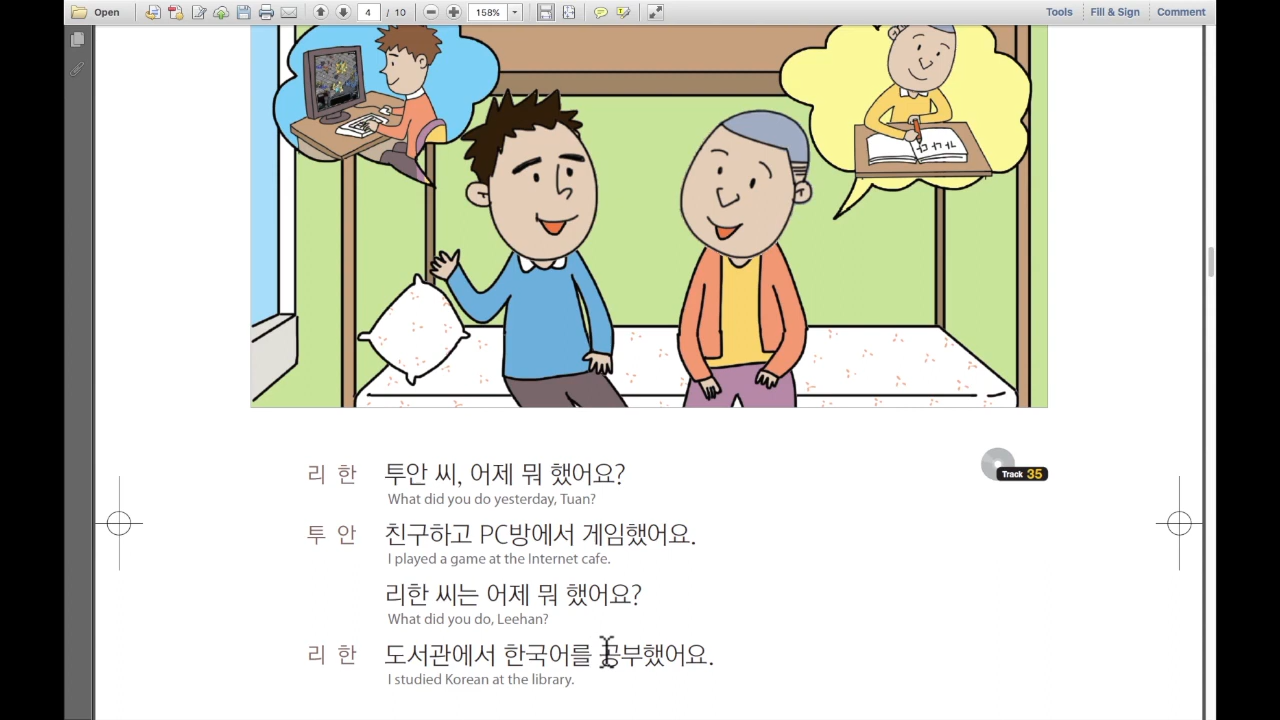 Open
4 / 10
158%
Tools
Fill & Sign
Comment
가 나 다
리 한 투안 씨, 어제 뭐 했어요?
Track 35
What did you do yesterday, Tuan?
투 안 친구하고 PC방에서 게임했어요.
I played a game at the Internet cafe.
리한 씨는 어제 뭐 했어요?
What did you do, Leehan?
리 한 도서관에서 한국어를 공부했어요.
I studied Korean at the library.